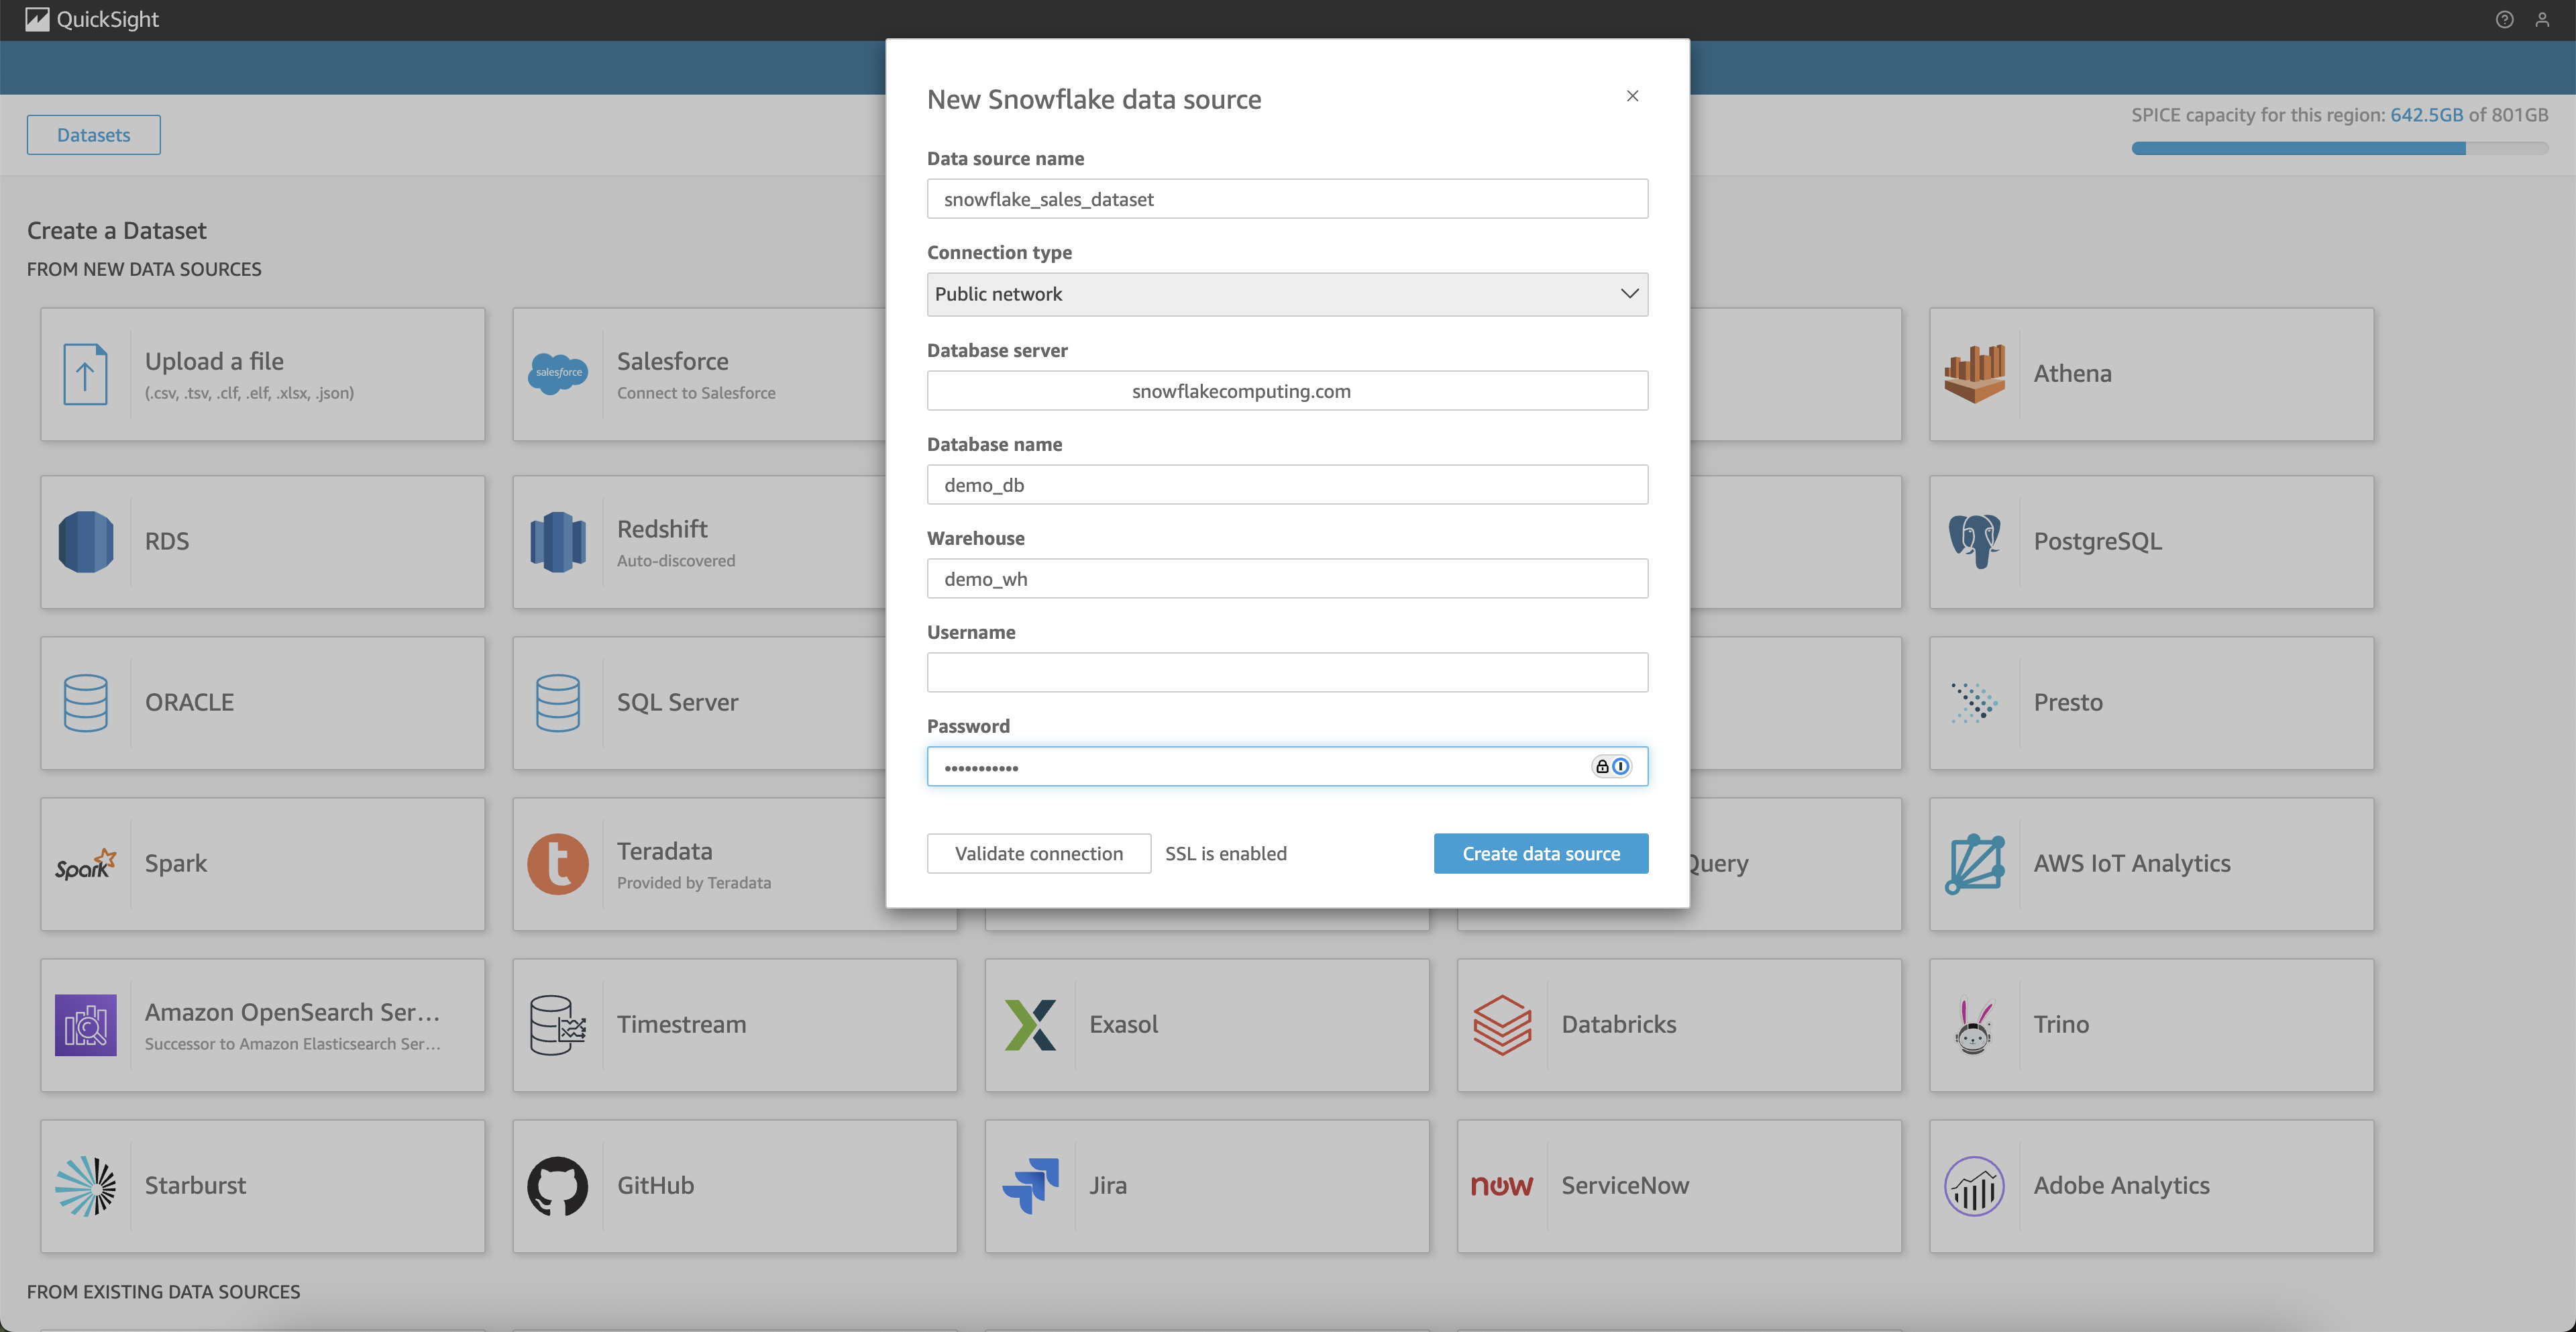 QuickSight
Datasets
SPICE capacity for this region: 642.5GB of 801GB
Create a Dataset
FROM NEW DATA SOURCES
New Snowflake data source
Data source name
snowflake_sales_dataset
Connection type
Public network
Database server
snowflakecomputing.com
Database name
demo_db
Warehouse
demo_wh
Username
Password
•••••••••••
Validate connection
SSL is enabled
Create data source
Upload a file
(.csv, .tsv, .clf, .elf, .xlsx, .json)
salesforce
Salesforce
Connect to Salesforce
Athena
RDS
Redshift
Auto-discovered
PostgreSQL
ORACLE
SQL Server
Presto
Spark
Spark
t
Teradata
Provided by Teradata
Query
AWS IoT Analytics
Amazon OpenSearch Ser...
Successor to Amazon Elasticsearch Ser...
Timestream
Exasol
Databricks
Trino
Starburst
GitHub
Jira
now
ServiceNow
Adobe Analytics
FROM EXISTING DATA SOURCES